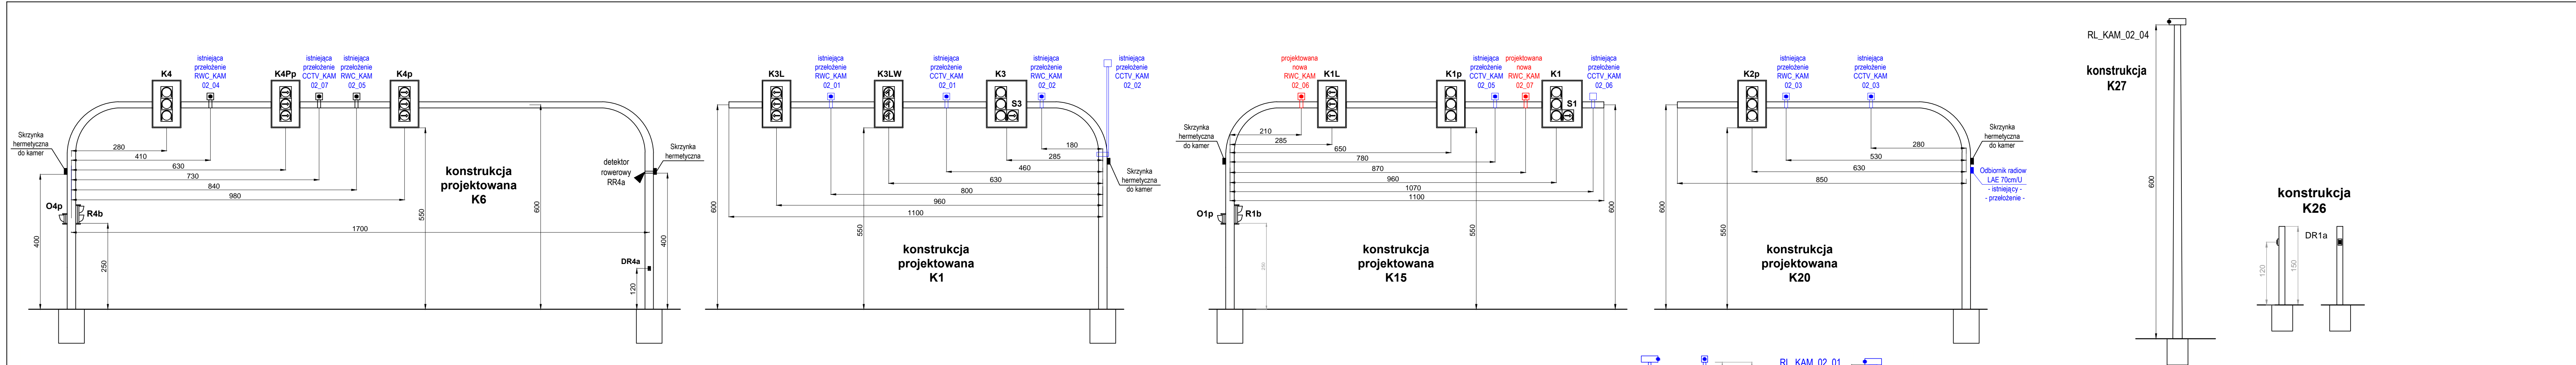 K4
istniejąca
przełożenie
RWC_KAM
02_04
K4Pp
istniejąca
przełożenie
CCTV_KAM
02_07
istniejąca
przełożenie
RWC_KAM
02_05
K4p
Skrzynka
hermetyczna
do kamer
280
410
630
730
840
980
konstrukcja
projektowana
K6
detektor
rowerowy
RR4a
Skrzynka
hermetyczna
O4p
R4b
1700
400
250
550
600
400
DR4a
120
K3L
istniejąca
przełożenie
RWC_KAM
02_01
K3LW
istniejąca
przełożenie
CCTV_KAM
02_01
K3
S3
istniejąca
przełożenie
RWC_KAM
02_02
istniejąca
przełożenie
CCTV_KAM
02_02
180
285
460
630
800
960
1100
Skrzynka
hermetyczna
do kamer
600
550
konstrukcja
projektowana
K1
projektowana
nowa
RWC_KAM
02_06
K1L
K1p
istniejąca
przełożenie
CCTV_KAM
02_05
projektowana
nowa
RWC_KAM
02_07
K1
S1
istniejąca
przełożenie
CCTV_KAM
02_06
Skrzynka
hermetyczna
do kamer
210
285
650
780
870
960
1070
1100
O1p
R1b
250
550
600
konstrukcja
projektowana
K15
K2p
istniejąca
przełożenie
RWC_KAM
02_03
istniejąca
przełożenie
CCTV_KAM
02_03
280
530
630
850
Skrzynka
hermetyczna
do kamer
Odbiornik radiow
LAE 70cm/U
- istniejący -
- przełożenie -
600
550
konstrukcja
projektowana
K20
RL_KAM_02_04
konstrukcja
K27
600
konstrukcja
K26
DR1a
120
150
RL_KAM_02_01